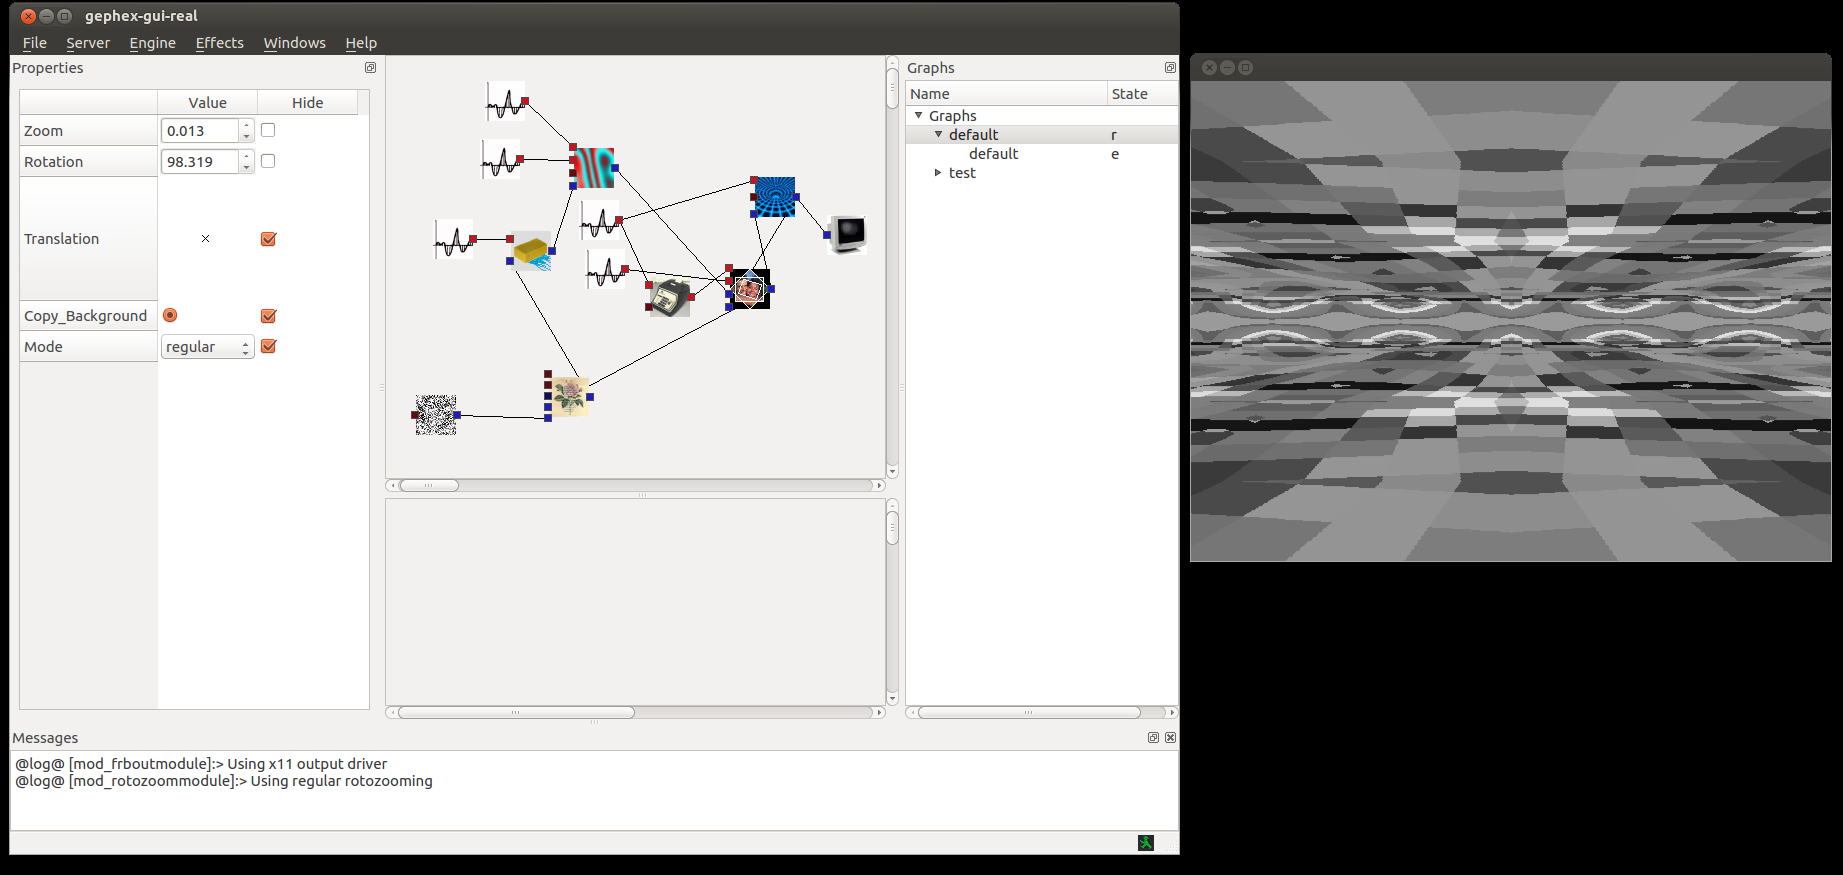 gephex-gui-real
File Server Engine Effects Windows Help
Properties
Value Hide
Zoom 0.013
Rotation 98.319
Translation
Copy_Background
Mode regular
Graphs
Name State
Graphs
default r
default e
test
Messages
@log@ [mod_frboutmodule]:> Using x11 output driver
@log@ [mod_rotozoommodule]:> Using regular rotozooming